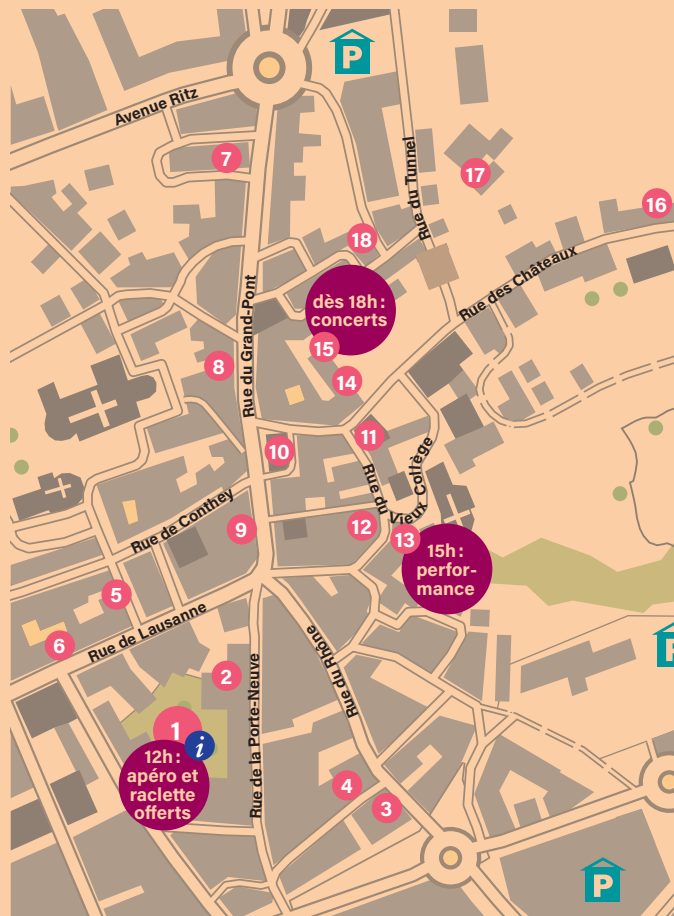 P
Avenue Ritz
7
Rue du Tunnel
17
16
18
Rue des Châteaux
dès 18h :
concerts
Rue du Grand-Pont
15
8
14
11
10
Rue du Vieux Collège
Rue de Conthey
9
12
13
15h :
perfor-
mance
5
Rue de Lausanne
6
Rue du Rhône
P
2
Rue de la Porte-Neuve
1
i
12h :
apéro et
raclette
offerts
4
3
P